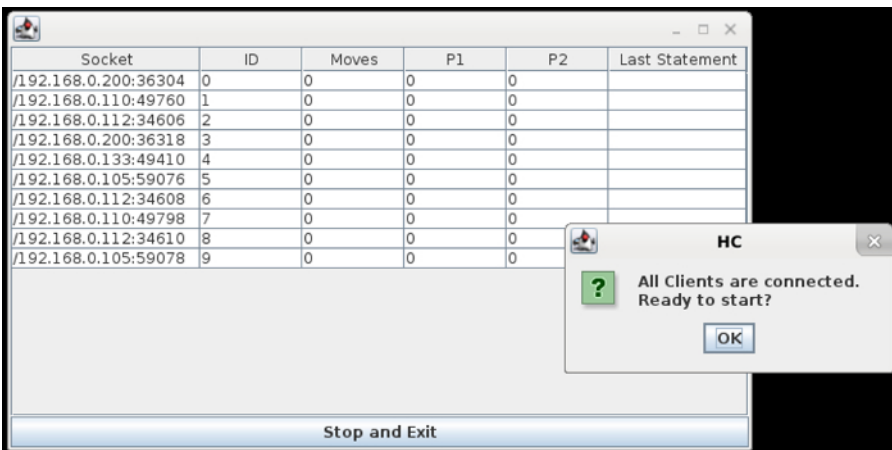 Socket ID Moves P1 P2 Last Statement
/192.168.0.200:36304 0 0 0 0
/192.168.0.110:49760 1 0 0 0
/192.168.0.112:34606 2 0 0 0
/192.168.0.200:36318 3 0 0 0
/192.168.0.133:49410 4 0 0 0
/192.168.0.105:59076 5 0 0 0
/192.168.0.112:34608 6 0 0 0
/192.168.0.110:49798 7 0 0 0
/192.168.0.112:34610 8 0 0 0
/192.168.0.105:59078 9 0 0 0
HC
? All Clients are connected.
Ready to start?
OK
Stop and Exit